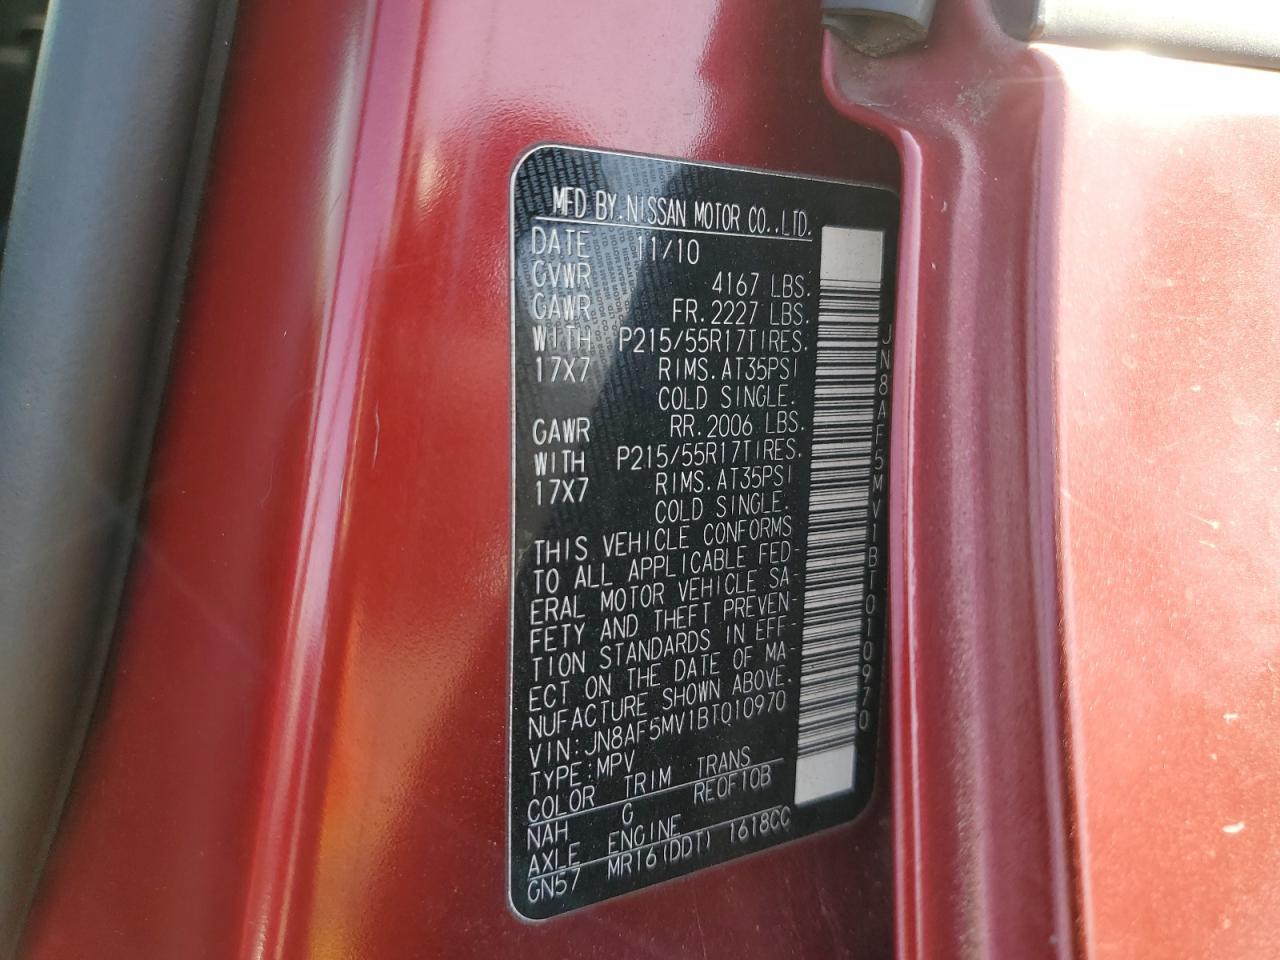 MFD BY.NISSAN MOTOR CO.,LTD.
DATE 11/10
GVWR 4167 LBS.
GAWR FR.2227 LBS.
WITH P215/55R17TIRES.
17X7 RIMS.AT35PSI
COLD SINGLE.
GAWR RR.2006 LBS.
WITH P215/55R17TIRES.
17X7 RIMS.AT35PSI
COLD SINGLE.
THIS VEHICLE CONFORMS
TO ALL APPLICABLE FED-
ERAL MOTOR VEHICLE SA-
FETY AND THEFT PREVEN-
TION STANDARDS IN EFF-
ECT ON THE DATE OF MA-
NUFACTURE SHOWN ABOVE.
VIN:JN8AF5MV1BT010970
TYPE:MPV
COLOR TRIM TRANS
NAH G RE0F10B
AXLE ENGINE
GN57 MR16(DDT) 1618CC
JN8AF5MV1BT010970